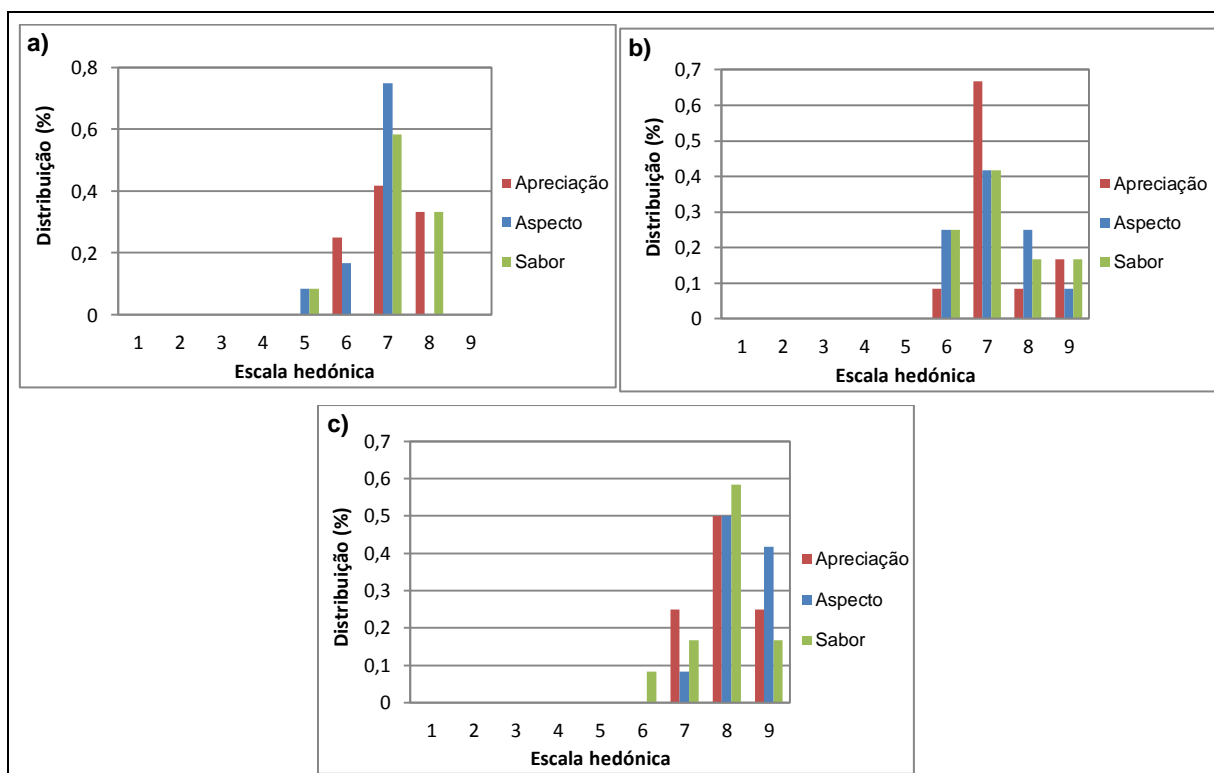 a)
0,8
0,6
0,4
0,2
0
Distribuição (%)
1 2 3 4 5 6 7 8 9
Escala hedónica
Apreciação
Aspecto
Sabor
b)
0,7
0,6
0,5
0,4
0,3
0,2
0,1
0
Distribuição (%)
1 2 3 4 5 6 7 8 9
Escala hedónica
Apreciação
Aspecto
Sabor
c)
0,7
0,6
0,5
0,4
0,3
0,2
0,1
0
Distribuição (%)
1 2 3 4 5 6 7 8 9
Escala hedónica
Apreciação
Aspecto
Sabor